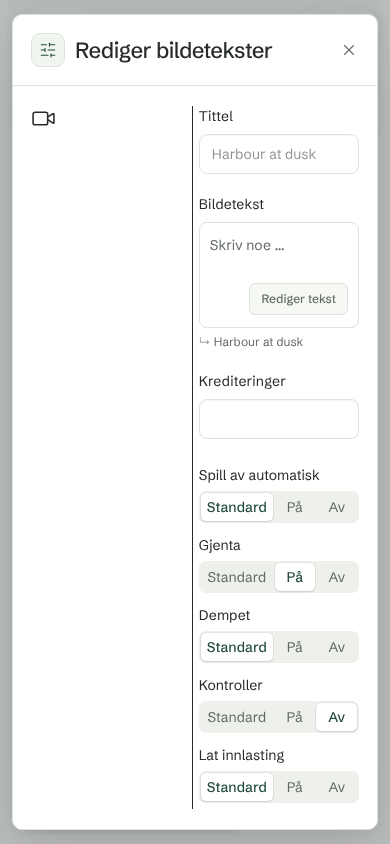 Rediger bildetekster
Tittel
Harbour at dusk
Bildetekst
Skriv noe ...
Rediger tekst
↳ Harbour at dusk
Krediteringer
Spill av automatisk
Standard På Av
Gjenta
Standard På Av
Dempet
Standard På Av
Kontroller
Standard På Av
Lat innlasting
Standard På Av